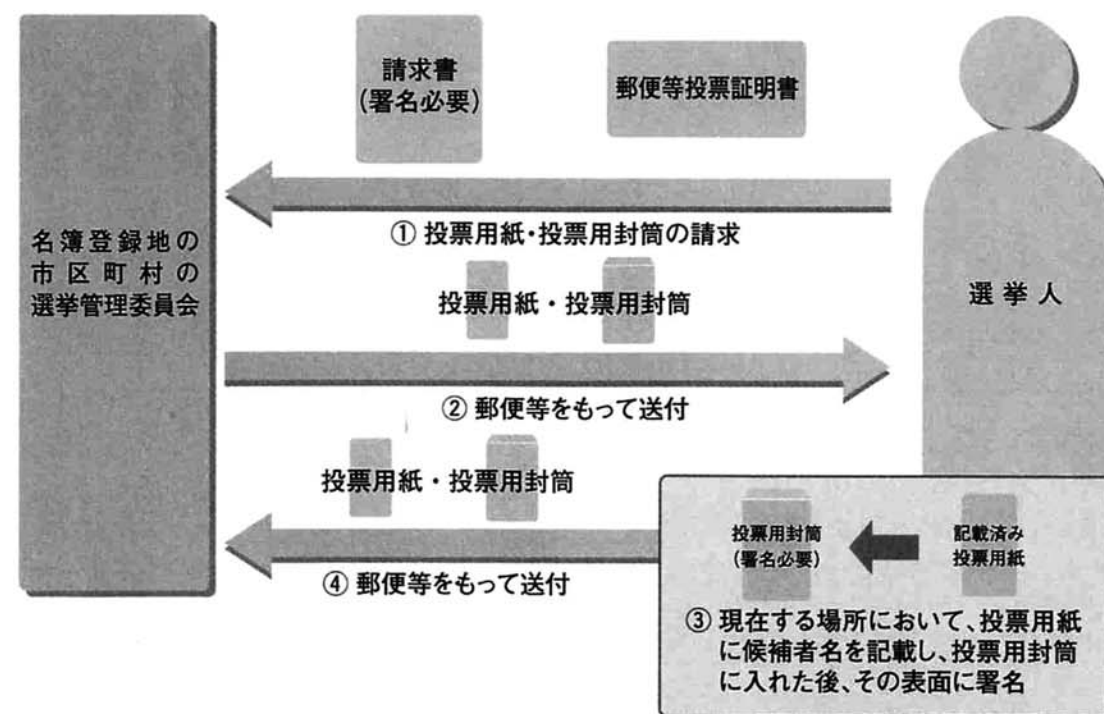 請求書
(署名必要)
郵便等投票証明書
① 投票用紙・投票用封筒の請求
名簿登録地の
市区町村の
選挙管理委員会
選挙人
投票用紙・投票用封筒
② 郵便等をもって送付
投票用紙・投票用封筒
④ 郵便等をもって送付
投票用封筒
(署名必要)
記載済み
投票用紙
③ 現在する場所において、投票用紙
に候補者名を記載し、投票用封筒
に入れた後、その表面に署名